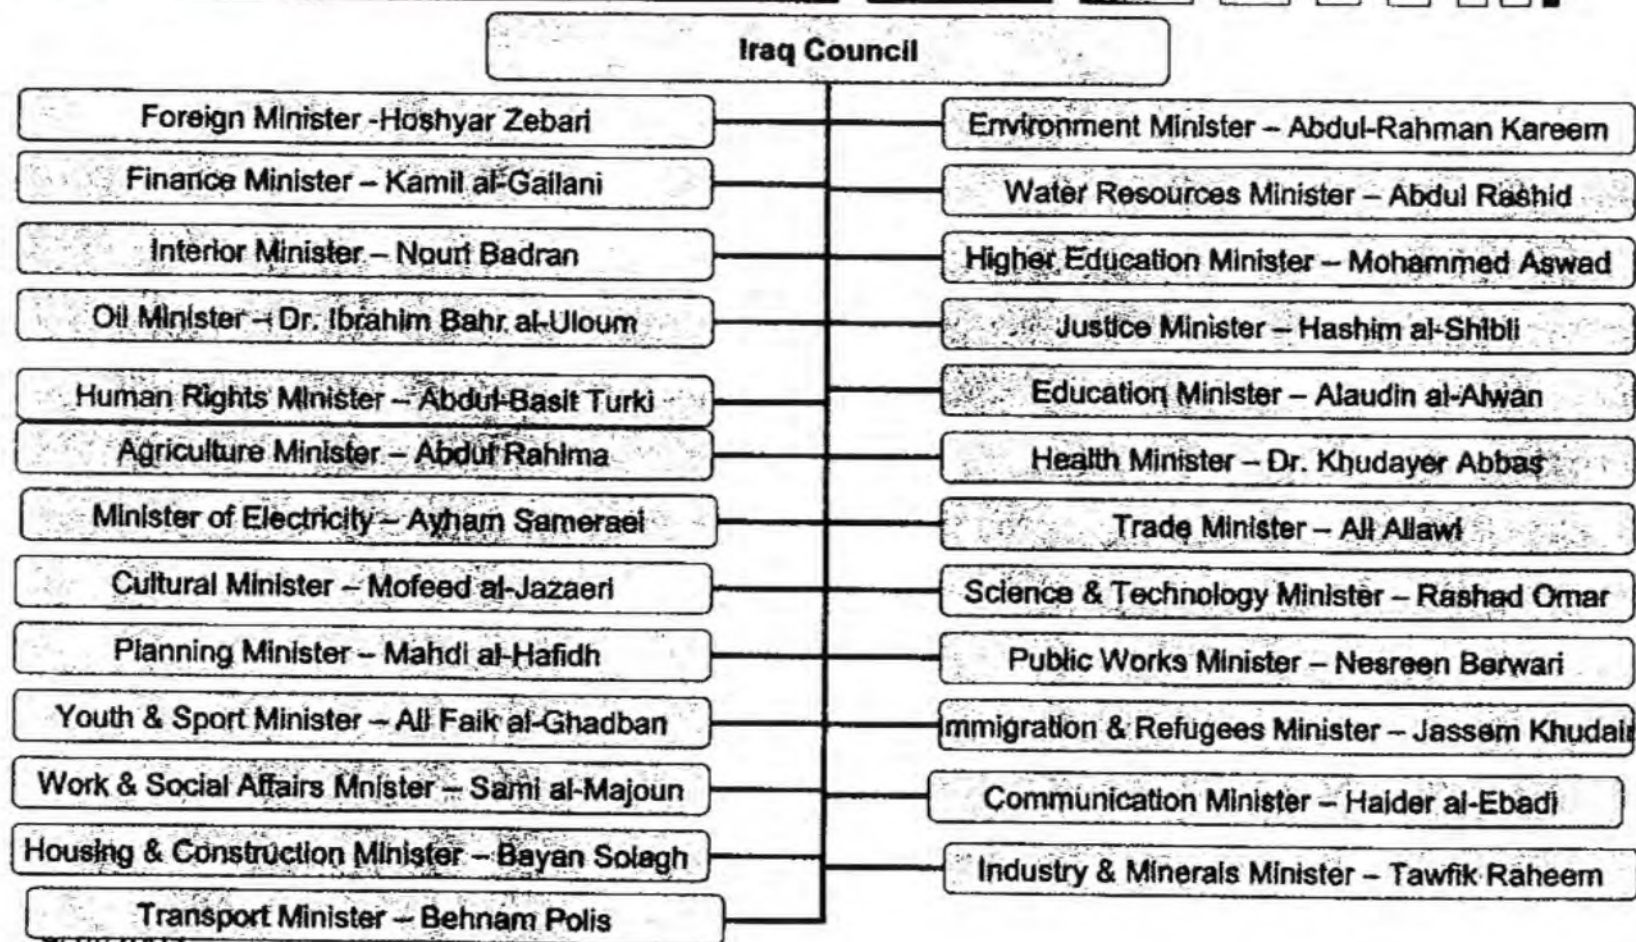 Iraq Council
Foreign Minister -Hoshyar Zebari
Finance Minister – Kamil al-Gailani
Interior Minister – Nouri Badran
Oil Minister – Dr. Ibrahim Bahr al-Uloum
Human Rights Minister – Abdul-Basit Turki
Agriculture Minister – Abdul Rahima
Minister of Electricity – Ayham Samerael
Cultural Minister – Mofeed al-Jazaeri
Planning Minister – Mahdi al-Hafidh
Youth & Sport Minister – Ali Faik al-Ghadban
Work & Social Affairs Mnister – Sami al-Majoun
Housing & Construction Minister – Bayan Solagh
Transport Minister – Behnam Polis
Environment Minister – Abdul-Rahman Kareem
Water Resources Minister – Abdul Rashid
Higher Education Minister – Mohammed Aswad
Justice Minister – Hashim al-Shibli
Education Minister – Alaudin al-Alwan
Health Minister – Dr. Khudayer Abbas
Trade Minister – Ali Allawi
Science & Technology Minister – Rashad Omar
Public Works Minister – Nesreen Berwari
mmigration & Refugees Minister – Jassem Khudair
Communication Minister – Haider al-Ebadi
Industry & Minerals Minister – Tawfik Raheem